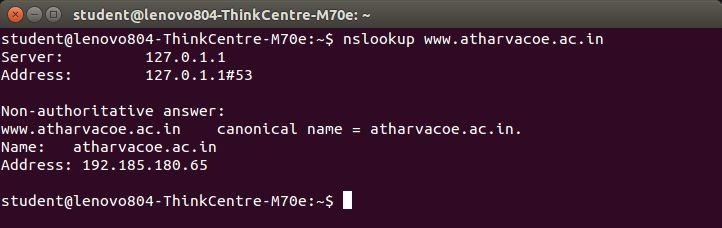 student@lenovo804-ThinkCentre-M70e: ~
student@lenovo804-ThinkCentre-M70e:~$ nslookup www.atharvacoe.ac.in
Server:         127.0.1.1
Address:        127.0.1.1#53
Non-authoritative answer:
www.atharvacoe.ac.in    canonical name = atharvacoe.ac.in.
Name:   atharvacoe.ac.in
Address: 192.185.180.65
student@lenovo804-ThinkCentre-M70e:~$